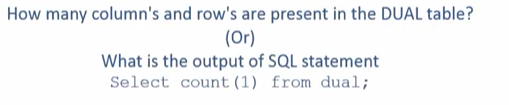 How many column's and row's are present in the DUAL table?
(Or)
What is the output of SQL statement
Select count(1) from dual;